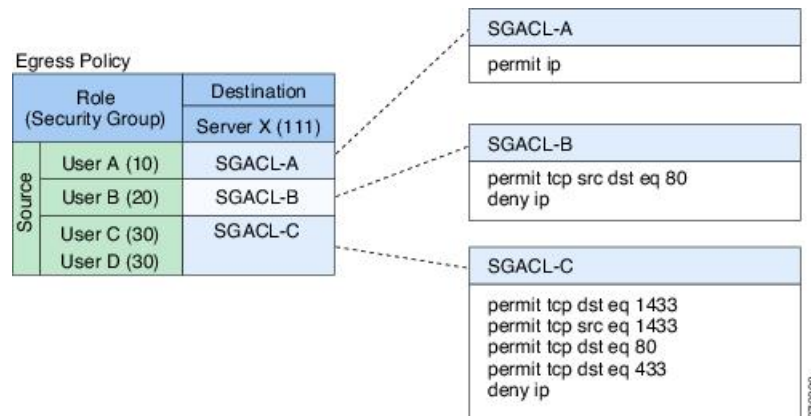 Egress Policy
Role
(Security Group)
Destination
Server X (111)
Source
User A (10)
SGACL-A
User B (20)
SGACL-B
User C (30)
SGACL-C
User D (30)
SGACL-A
permit ip
SGACL-B
permit tcp src dst eq 80
deny ip
SGACL-C
permit tcp dst eq 1433
permit tcp src eq 1433
permit tcp dst eq 80
permit tcp dst eq 433
deny ip